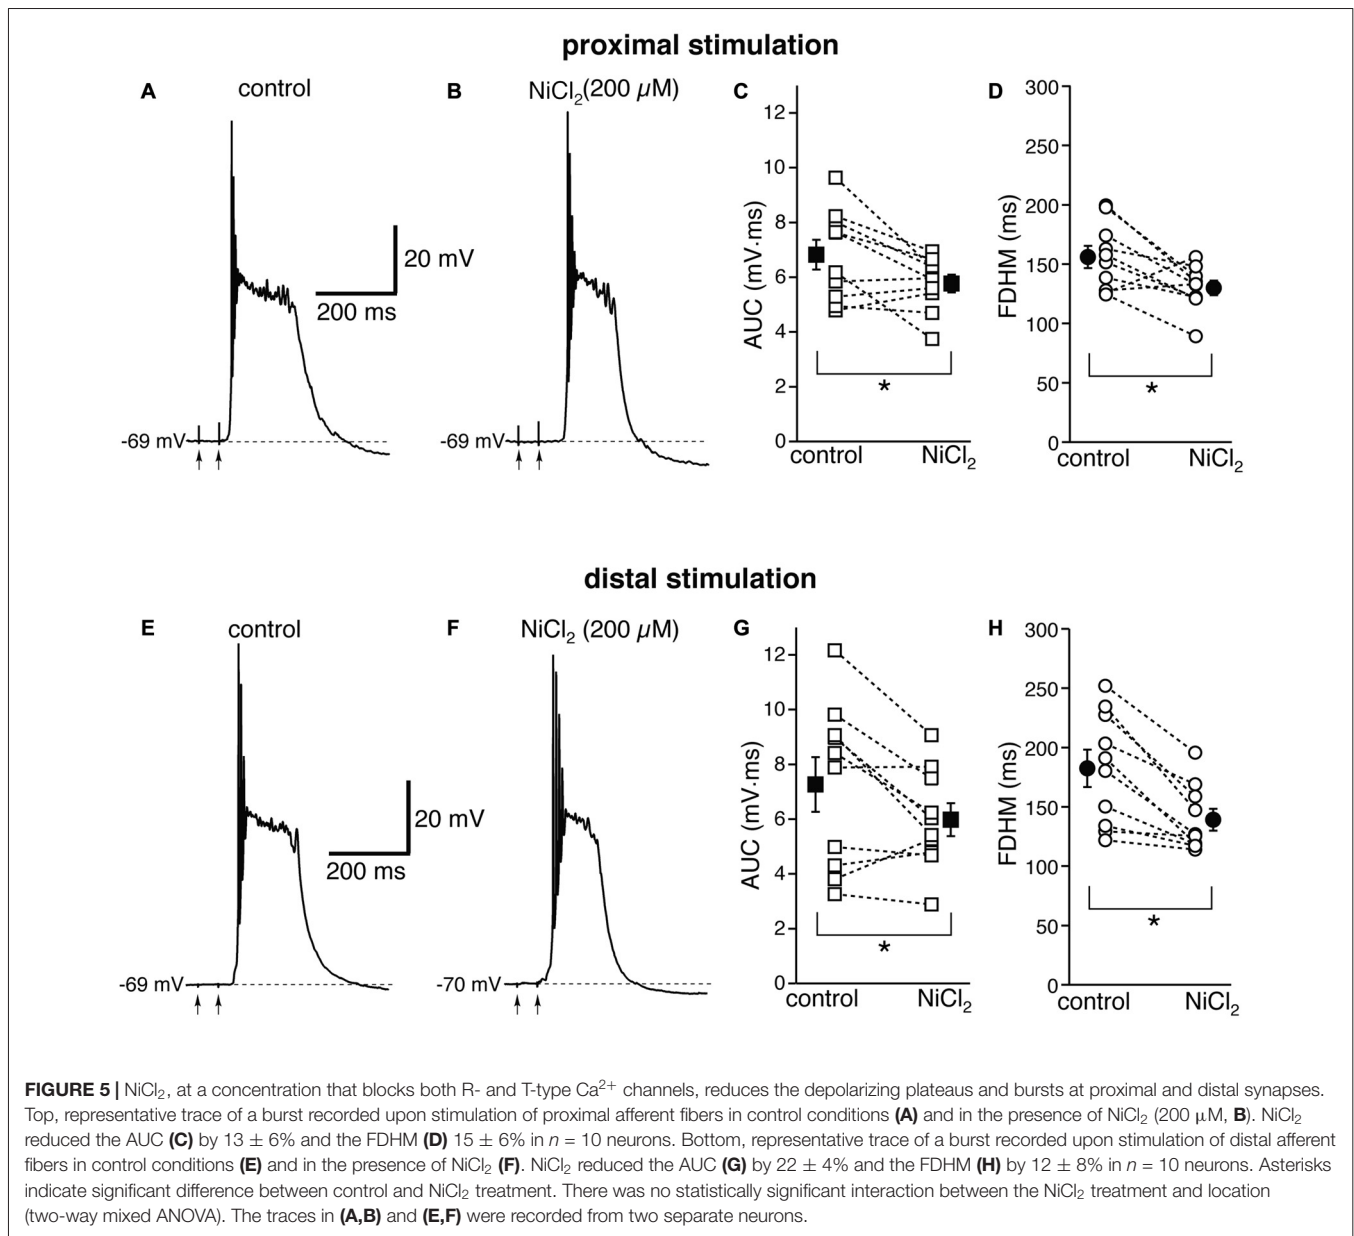 proximal stimulation
A
control
B
NiCl₂(200 µM)
C
D
20 mV
200 ms
-69 mV
-69 mV
AUC (mV·ms)
12
10
8
6
4
2
0
control
NiCl₂
*
FDHM (ms)
300
250
200
150
100
50
0
control
NiCl₂
*
distal stimulation
E
control
F
NiCl₂ (200 µM)
G
H
20 mV
200 ms
-69 mV
-70 mV
AUC (mV·ms)
12
10
8
6
4
2
0
control
NiCl₂
*
FDHM (ms)
300
250
200
150
100
50
0
control
NiCl₂
*
FIGURE 5 | NiCl₂, at a concentration that blocks both R- and T-type Ca²⁺ channels, reduces the depolarizing plateaus and bursts at proximal and distal synapses.
Top, representative trace of a burst recorded upon stimulation of proximal afferent fibers in control conditions (A) and in the presence of NiCl₂ (200 µM, B). NiCl₂
reduced the AUC (C) by 13 ± 6% and the FDHM (D) 15 ± 6% in n = 10 neurons. Bottom, representative trace of a burst recorded upon stimulation of distal afferent
fibers in control conditions (E) and in the presence of NiCl₂ (F). NiCl₂ reduced the AUC (G) by 22 ± 4% and the FDHM (H) by 12 ± 8% in n = 10 neurons. Asterisks
indicate significant difference between control and NiCl₂ treatment. There was no statistically significant interaction between the NiCl₂ treatment and location
(two-way mixed ANOVA). The traces in (A,B) and (E,F) were recorded from two separate neurons.